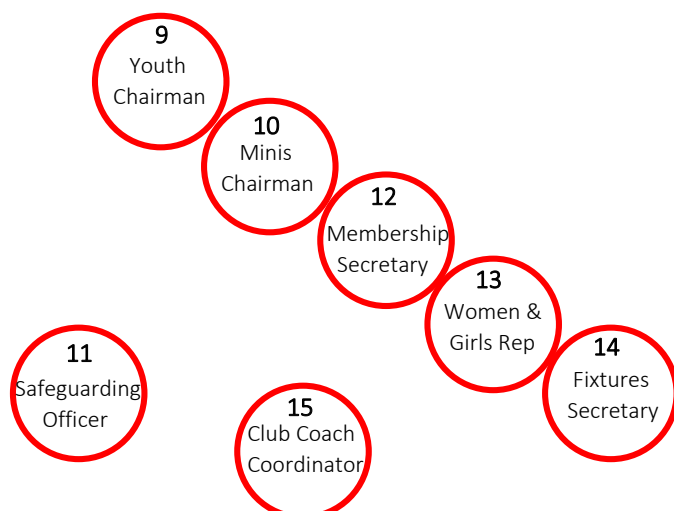 9
Youth
Chairman
10
Minis
Chairman
12
Membership
Secretary
13
Women &
Girls Rep
14
Fixtures
Secretary
11
Safeguarding
Officer
15
Club Coach
Coordinator